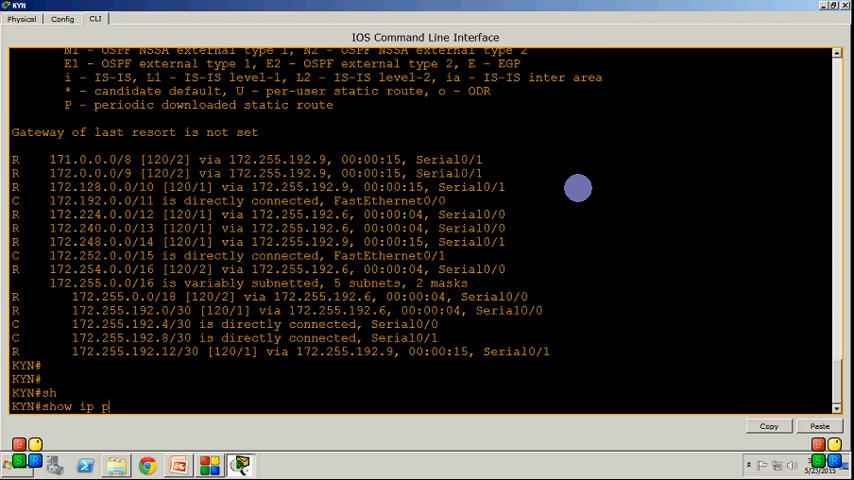 KYN
Physical Config CLI
IOS Command Line Interface
N1 - OSPF NSSA external type 1, N2 - OSPF NSSA external type 2
E1 - OSPF external type 1, E2 - OSPF external type 2, E - EGP
i - IS-IS, L1 - IS-IS level-1, L2 - IS-IS level-2, ia - IS-IS inter area
* - candidate default, U - per-user static route, o - ODR
P - periodic downloaded static route
Gateway of last resort is not set
R 171.0.0.0/8 [120/2] via 172.255.192.9, 00:00:15, Serial0/1
R 172.0.0.0/9 [120/2] via 172.255.192.9, 00:00:15, Serial0/1
R 172.128.0.0/10 [120/1] via 172.255.192.9, 00:00:15, Serial0/1
C 172.192.0.0/11 is directly connected, FastEthernet0/0
R 172.224.0.0/12 [120/1] via 172.255.192.6, 00:00:04, Serial0/0
R 172.240.0.0/13 [120/1] via 172.255.192.6, 00:00:04, Serial0/0
R 172.248.0.0/14 [120/1] via 172.255.192.9, 00:00:15, Serial0/1
C 172.252.0.0/15 is directly connected, FastEthernet0/1
R 172.254.0.0/16 [120/2] via 172.255.192.6, 00:00:04, Serial0/0
172.255.0.0/16 is variably subnetted, 5 subnets, 2 masks
R 172.255.0.0/18 [120/2] via 172.255.192.6, 00:00:04, Serial0/0
R 172.255.192.0/30 [120/1] via 172.255.192.6, 00:00:04, Serial0/0
C 172.255.192.4/30 is directly connected, Serial0/0
C 172.255.192.8/30 is directly connected, Serial0/1
R 172.255.192.12/30 [120/1] via 172.255.192.9, 00:00:15, Serial0/1
KYN#
KYN#
KYN#sh
KYN#show ip p
Copy Paste
5/23/2015